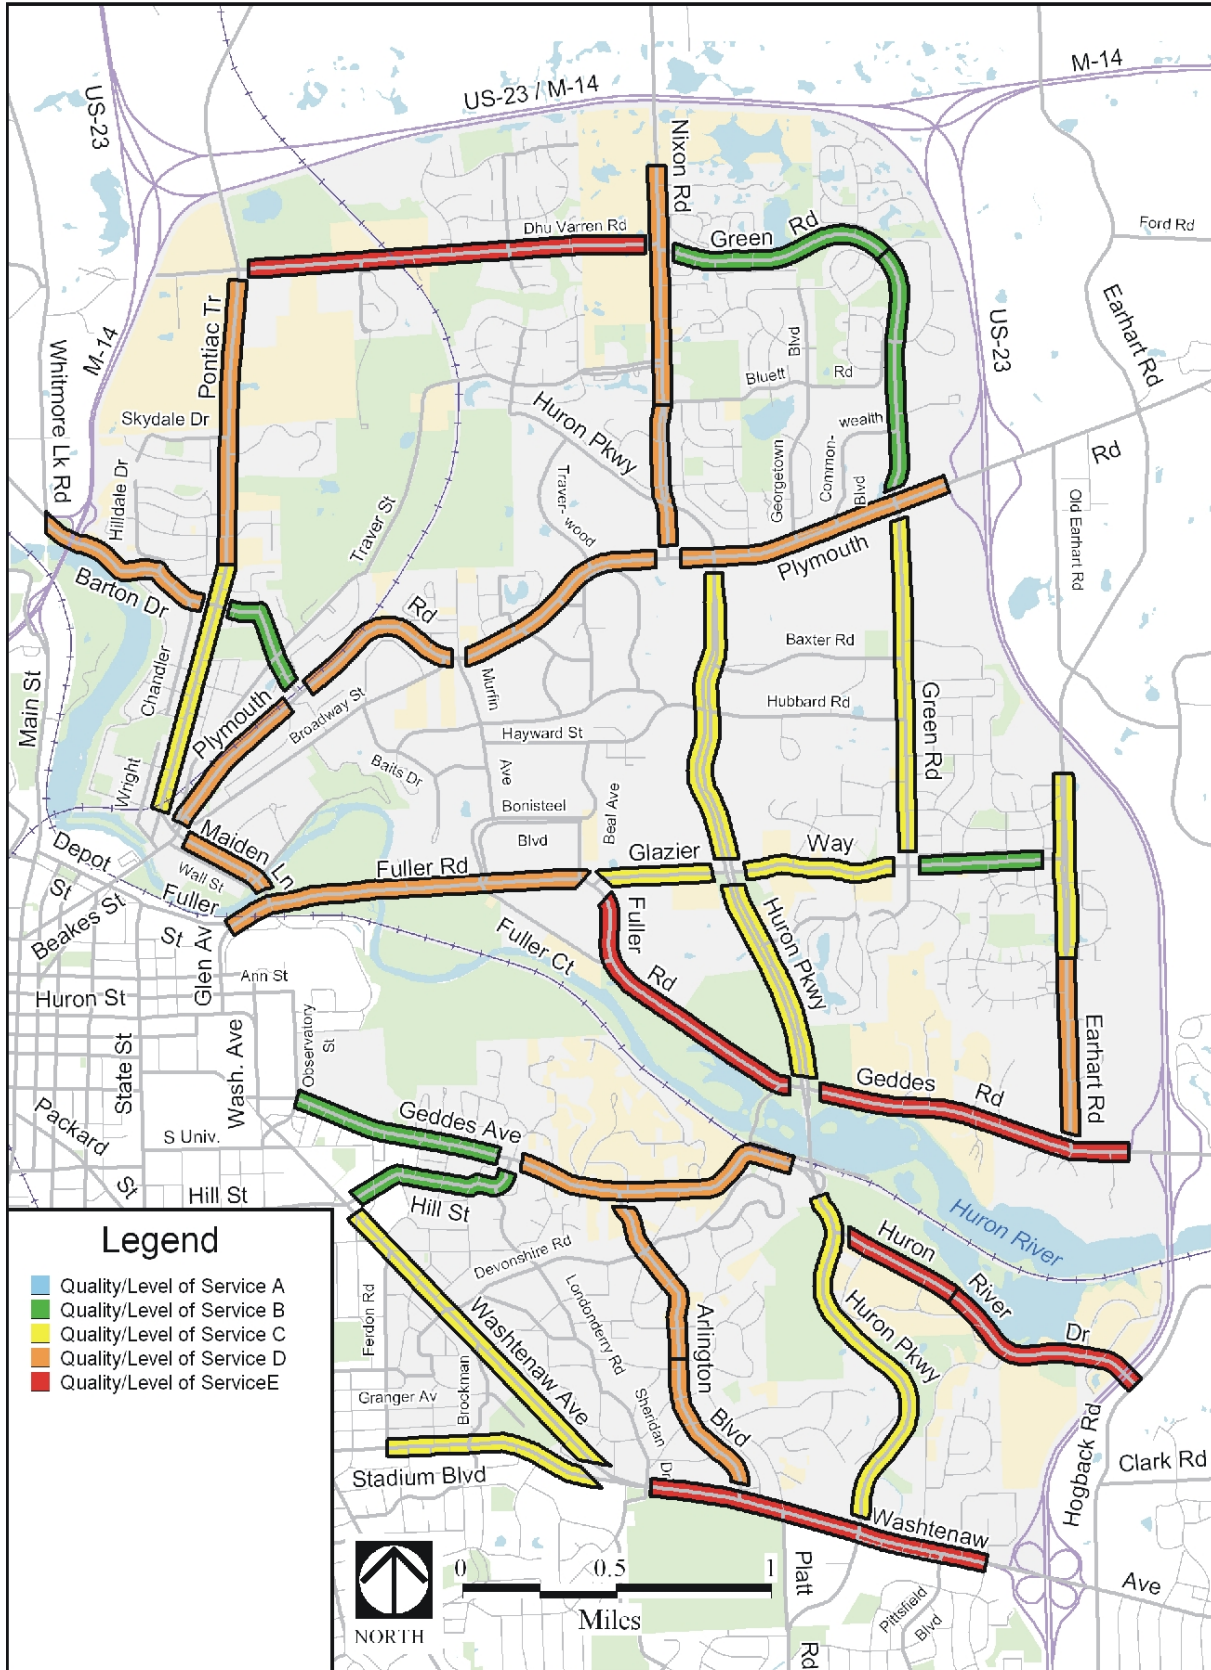 M-14
US-23 / M-14
US-23
Nixon Rd
Dhu Varren Rd
Green Rd
Ford Rd
Pontiac Tr
M-14
Whitmore Lk Rd
US-23
Earhart Rd
Bluett Rd
Blvd
Skydale Dr
Huron Pkwy
Common-
wealth
Blvd
Georgetown
Rd
Hilldale Dr
Traver-wood
Traver St
Old Earhart Rd
Plymouth
Barton Dr
Rd
Chandler
Baxter Rd
Main St
Plymouth
Broadway St
Murfin
Ave
Hubbard Rd
Green Rd
Hayward St
Baits Dr
Wright
Bonisteel
Blvd
Beal Ave
Maiden Ln
Depot
St
Wall St
Fuller Rd
Glazier
Way
Fuller
St
Beakes St
Glen Av
Fuller
Rd
Huron Pkwy
Fuller Ct
Ann St
Huron St
Observatory
St
State St
Wash. Ave
Geddes
Rd
Earhart Rd
Packard
St
S Univ.
Geddes Ave
Hill St
Hill St
Huron River
Huron
River
Dr
Devonshire Rd
Ferdon Rd
Londonderry Rd
Washtenaw Ave
Arlington
Blvd
Huron Pkwy
Brockman
Granger Av
Sheridan
Dr
Stadium Blvd
Hogback Rd
Clark Rd
Washtenaw
Ave
Platt
Rd
Pittsfield
Blvd
Legend
Quality/Level of Service A
Quality/Level of Service B
Quality/Level of Service C
Quality/Level of Service D
Quality/Level of ServiceE
0 0.5 1
Miles
NORTH